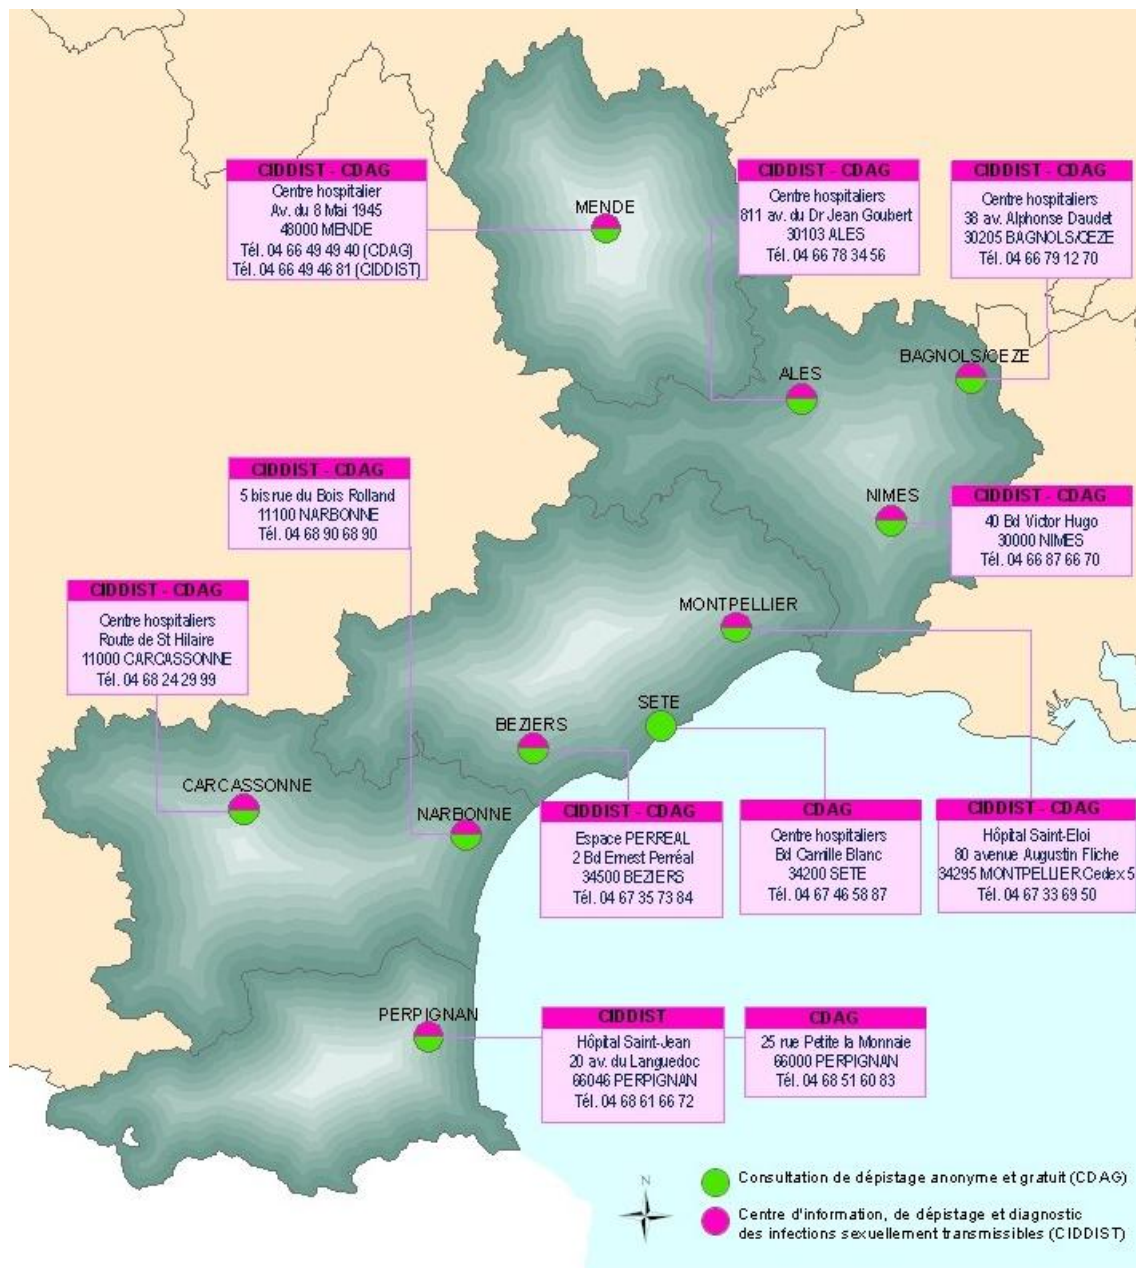 CIDDIST - CDAG
Centre hospitalier
Av. du 8 Mai 1945
48000 MENDE
Tél. 04 66 49 49 40 (CDAG)
Tél. 04 66 49 46 81 (CIDDIST)
MENDE
CIDDIST - CDAG
Centre hospitaliers
811 av. du Dr Jean Goubert
30103 ALES
Tél. 04 66 78 34 56
CIDDIST - CDAG
Centre hospitaliers
38 av. Alphonse Daudet
30205 BAGNOLS/CEZE
Tél. 04 66 79 12 70
BAGNOLS/CEZE
ALES
CIDDIST - CDAG
5 bis rue du Bois Rolland
11100 NARBONNE
Tél. 04 68 90 68 90
NIMES
CIDDIST - CDAG
40 Bd Victor Hugo
30000 NIMES
Tél. 04 66 87 66 70
CIDDIST - CDAG
Centre hospitaliers
Route de St Hilaire
11000 CARCASSONNE
Tél. 04 68 24 29 99
MONTPELLIER
SETE
BEZIERS
CARCASSONNE
NARBONNE
CIDDIST - CDAG
Espace PERREAL
2 Bd Ernest Perréal
34500 BEZIERS
Tél. 04 67 35 73 84
CDAG
Centre hospitaliers
Bd Camille Blanc
34200 SETE
Tél. 04 67 46 58 87
CIDDIST - CDAG
Hôpital Saint-Eloi
80 avenue Augustin Fliche
34295 MONTPELLIER Cedex 5
Tél. 04 67 33 69 50
PERPIGNAN
CIDDIST
Hôpital Saint-Jean
20 av. du Languedoc
66046 PERPIGNAN
Tél. 04 68 61 66 72
CDAG
25 rue Petite la Monnaie
66000 PERPIGNAN
Tél. 04 68 51 60 83
N
Consultation de dépistage anonyme et gratuit (CDAG)
Centre d'information, de dépistage et diagnostic
des infections sexuellement transmissibles (CIDDIST)